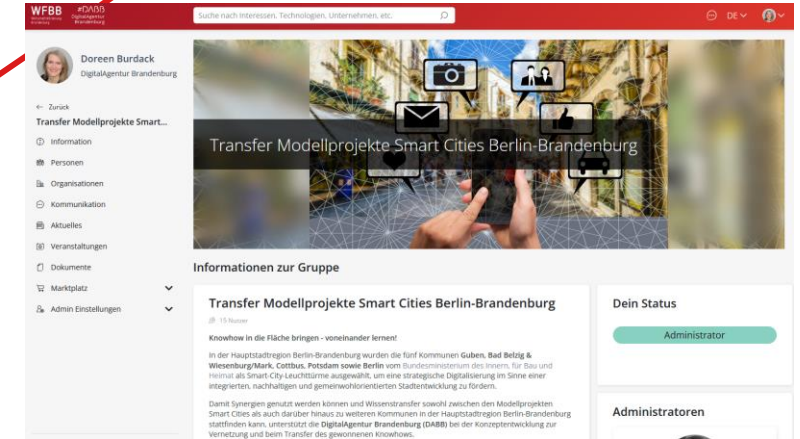 WFBB
#DABB
DigitalAgentur
Brandenburg
Suche nach Interessen, Technologien, Unternehmen, etc.
DE
Doreen Burdack
DigitalAgentur Brandenburg
← Zurück
Transfer Modellprojekte Smart...
Information
Personen
Organisationen
Kommunikation
Aktuelles
Veranstaltungen
Dokumente
Marktplatz
Admin Einstellungen
Transfer Modellprojekte Smart Cities Berlin-Brandenburg
Informationen zur Gruppe
Transfer Modellprojekte Smart Cities Berlin-Brandenburg
15 Nutzer
Knowhow in die Fläche bringen - voneinander lernen!
In der Hauptstadtregion Berlin-Brandenburg wurden die fünf Kommunen Guben, Bad Belzig &
Wiesenburg/Mark, Cottbus, Potsdam sowie Berlin vom Bundesministerium des Innern, für Bau und
Heimat als Smart-City-Leuchttürme ausgewählt, um eine strategische Digitalisierung im Sinne einer
integrierten, nachhaltigen und gemeinwohlorientierten Stadtentwicklung zu fördern.
Damit Synergien genutzt werden können und Wissenstransfer sowohl zwischen den Modellprojekten
Smart Cities als auch darüber hinaus zu weiteren Kommunen in der Hauptstadtregion Berlin-Brandenburg
stattfinden kann, unterstützt die DigitalAgentur Brandenburg (DABB) bei der Konzeptentwicklung zur
Vernetzung und beim Transfer des gewonnenen Knowhows.
Dein Status
Administrator
Administratoren